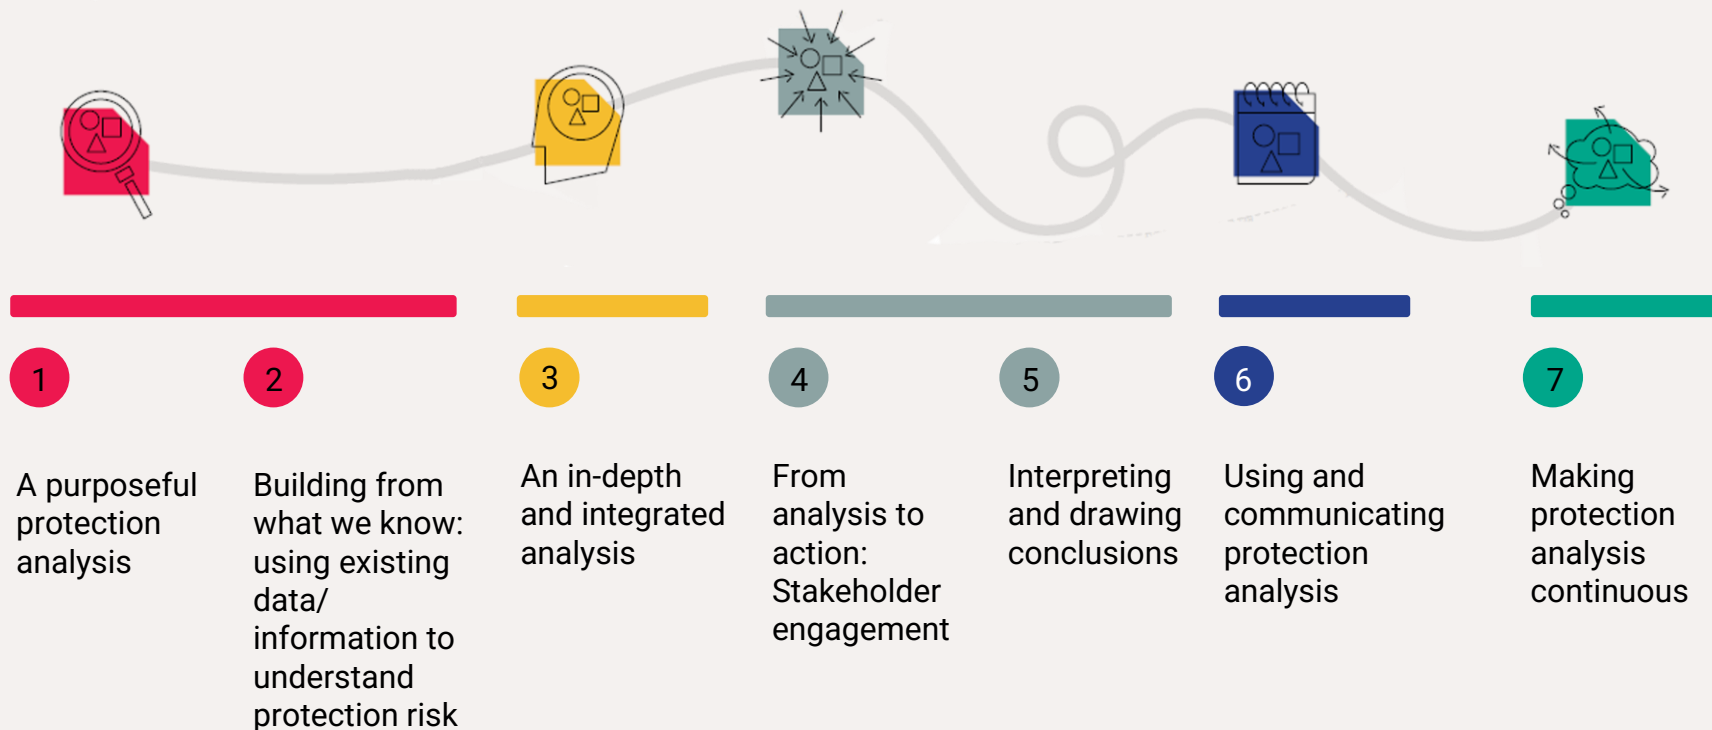 1
A purposeful
protection
analysis
2
Building from
what we know:
using existing
data/
information to
understand
protection risk
3
An in-depth
and integrated
analysis
4
From
analysis to
action:
Stakeholder
engagement
5
Interpreting
and drawing
conclusions
6
Using and
communicating
protection
analysis
7
Making
protection
analysis
continuous